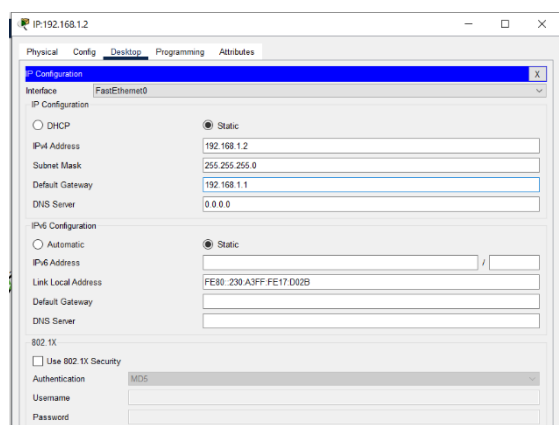 IP:192.168.1.2
Physical Config Desktop Programming Attributes
IP Configuration X
Interface FastEthernet0
IP Configuration
DHCP Static
IPv4 Address 192.168.1.2
Subnet Mask 255.255.255.0
Default Gateway 192.168.1.1
DNS Server 0.0.0.0
IPv6 Configuration
Automatic Static
IPv6 Address /
Link Local Address FE80::230:A3FF:FE17:D02B
Default Gateway
DNS Server
802.1X
Use 802.1X Security
Authentication MD5
Username
Password